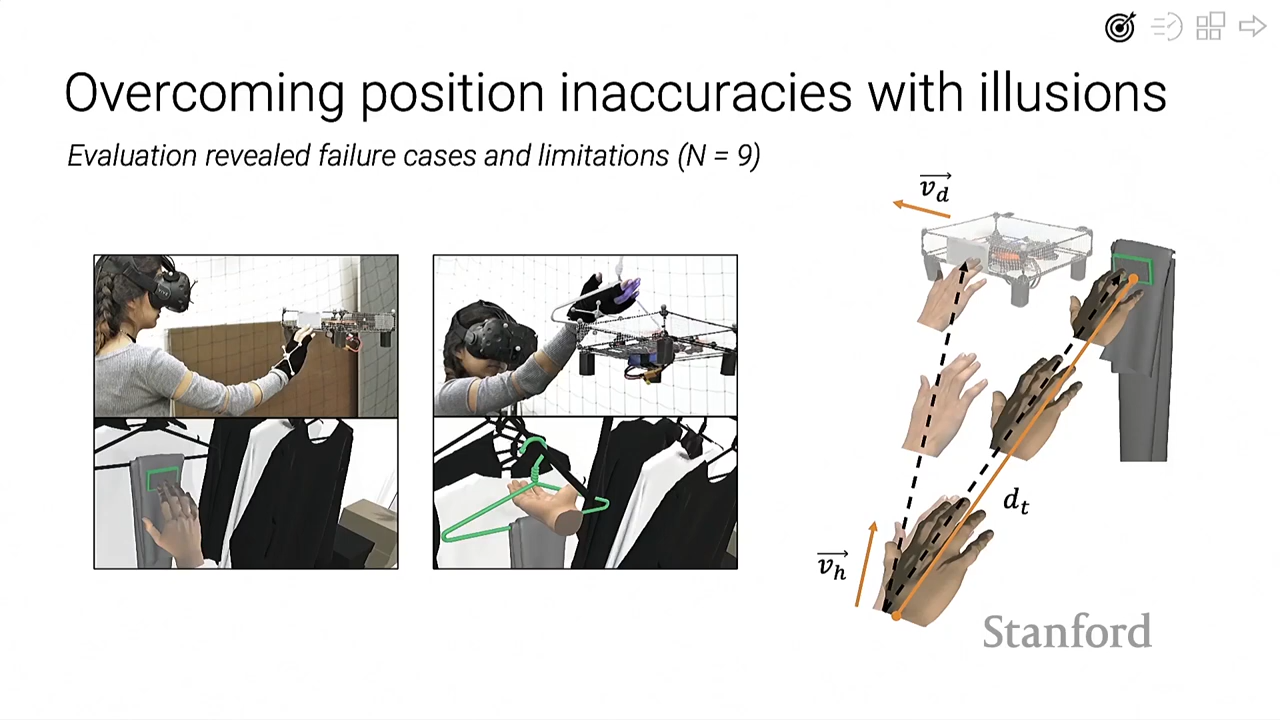 Overcoming position inaccuracies with illusions
Evaluation revealed failure cases and limitations (N = 9)
v_d
d_t
v_h
Stanford